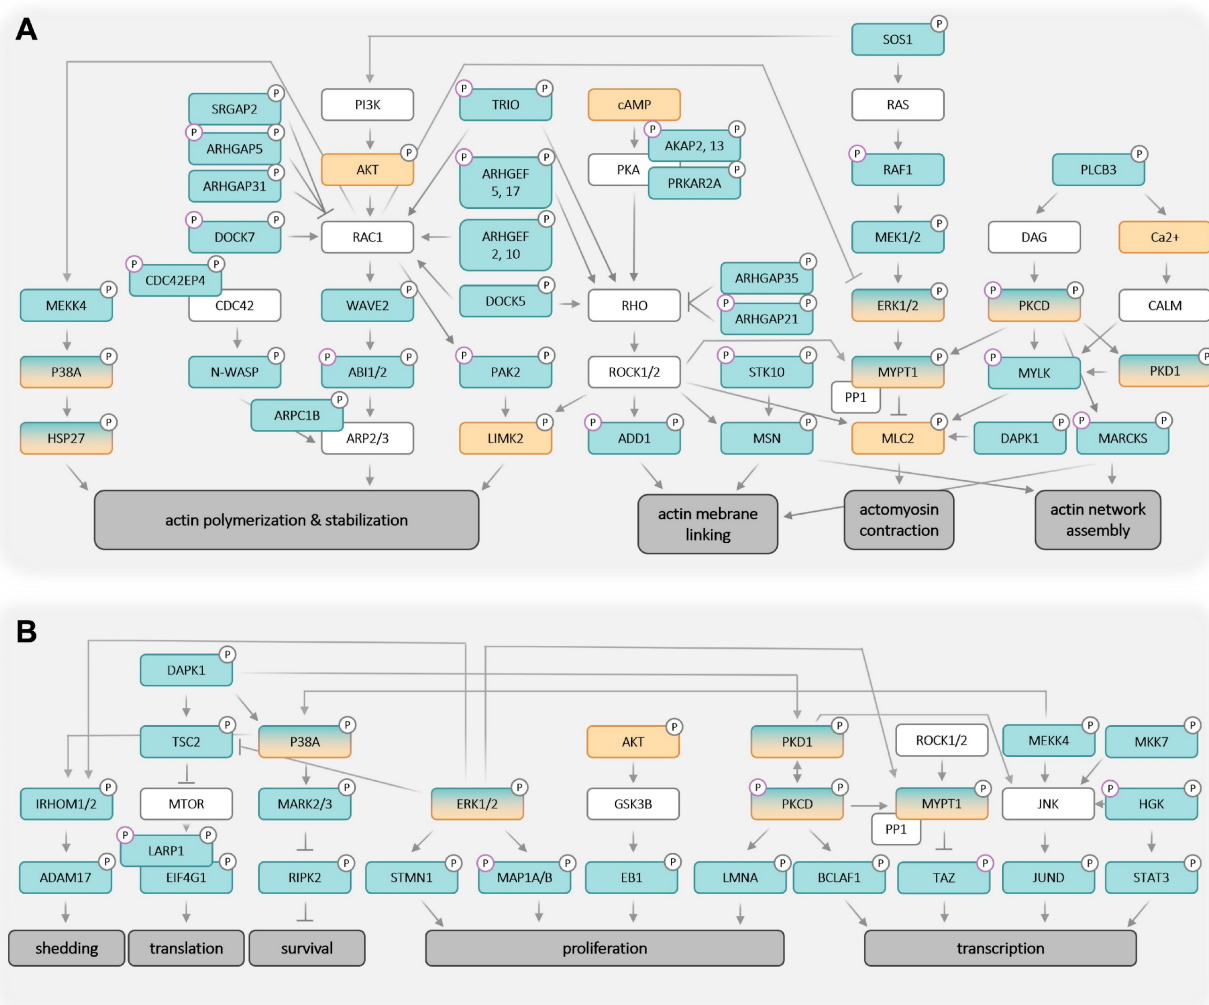 A
SOS1 P
SRGAP2 P
PI3K
P TRIO P
cAMP
RAS
P ARHGAP5 P
AKT P
P AKAP2, 13 P
PKA
PRKAR2A P
P RAF1 P
PLCB3 P
ARHGAP31 P
P ARHGEF P
5, 17
P DOCK7 P
RAC1
ARHGEF P
2, 10
MEK1/2 P
DAG
Ca2+
P CDC42EP4 P
CDC42
ARHGAP35 P
MEKK4 P
WAVE2 P
DOCK5 P
RHO
P ARHGAP21 P
ERK1/2 P
P PKCD P
CALM
P38A P
N-WASP P
P ABI1/2 P
P PAK2 P
ROCK1/2
P STK10 P
MYPT1 P
PP1
P MYLK
PKD1 P
ARPC1B P
HSP27 P
ARP2/3
LIMK2 P
P ADD1 P
MSN P
MLC2 P
DAPK1 P
P MARCKS P
actin polymerization & stabilization
actin mebrane
linking
actomyosin
contraction
actin network
assembly
B
DAPK1 P
TSC2 P
P38A P
AKT P
PKD1 P
ROCK1/2
MEKK4 P
MKK7 P
IRHOM1/2 P
MTOR
MARK2/3 P
ERK1/2 P
GSK3B
P PKCD P
MYPT1 P
PP1
JNK
P HGK P
P LARP1 P
ADAM17 P
EIF4G1 P
RIPK2 P
STMN1 P
P MAP1A/B P
EB1 P
LMNA P
BCLAF1 P
TAZ P
JUND P
STAT3 P
shedding
translation
survival
proliferation
transcription